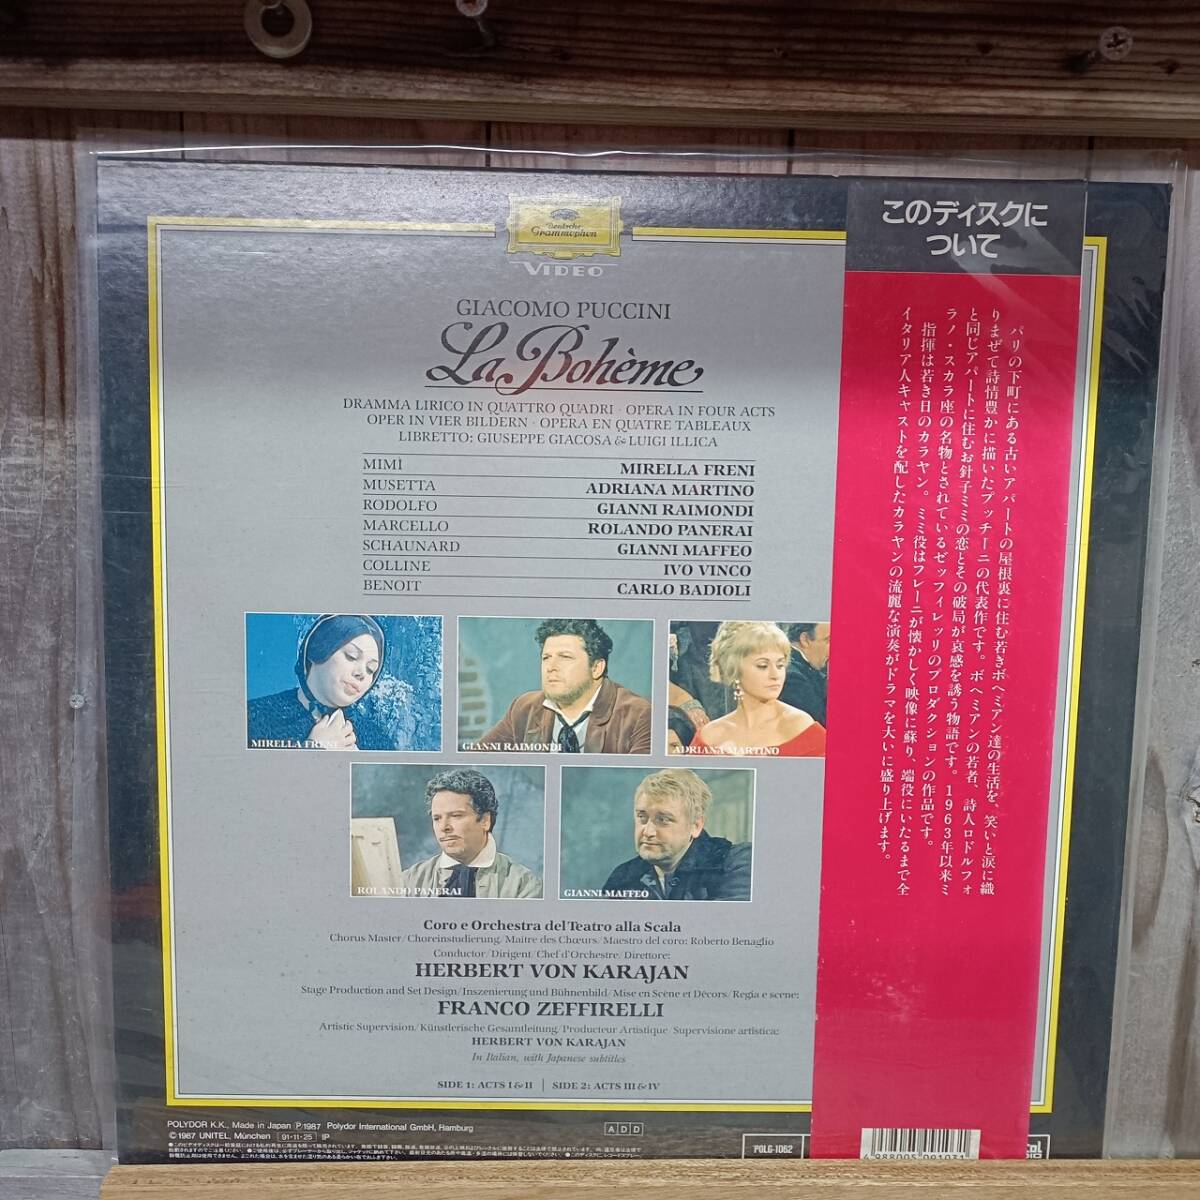 Deutsche
Grammophon
VIDEO
GIACOMO PUCCINI
La Bohème
DRAMMA LIRICO IN QUATTRO QUADRI · OPERA IN FOUR ACTS
OPER IN VIER BILDERN · OPERA EN QUATRE TABLEAUX
LIBRETTO: GIUSEPPE GIACOSA & LUIGI ILLICA
MIMÌ MIRELLA FRENI
MUSETTA ADRIANA MARTINO
RODOLFO GIANNI RAIMONDI
MARCELLO ROLANDO PANERAI
SCHAUNARD GIANNI MAFFEO
COLLINE IVO VINCO
BENOIT CARLO BADIOLI
MIRELLA FRENI
GIANNI RAIMONDI
ADRIANA MARTINO
ROLANDO PANERAI
GIANNI MAFFEO
Coro e Orchestra del Teatro alla Scala
Chorus Master/Choreinstudierung/Maître des Chœurs/Maestro del coro: Roberto Benaglio
Conductor/Dirigent/Chef d'Orchestre/Direttore:
HERBERT VON KARAJAN
Stage Production and Set Design/Inszenierung und Bühnenbild/Mise en Scène et Décors/Regia e scene:
FRANCO ZEFFIRELLI
Artistic Supervision/Künstlerische Gesamtleitung/Producteur Artistique/Supervisione artistica:
HERBERT VON KARAJAN
In Italian, with Japanese subtitles
SIDE 1: ACTS I & II | SIDE 2: ACTS III & IV
POLYDOR K.K., Made in Japan Ⓟ1987 Polydor International GmbH, Hamburg
©1967 UNITEL, München 91·11·25 IP
ADD
POLG-1062
4988005091031
このディスクに
ついて
パリの下町にある古いアパートの屋根裏に住む若きボヘミアン達の生活を、笑いと涙に織
りまぜて詩情豊かに描いたプッチーニの代表作です。ボヘミアンの若者、詩人ロドルフォ
と同じアパートに住むお針子ミミの恋とその破局が哀感を誘う物語です。1963年以来ミ
ラノ・スカラ座の名物とされているゼッフィレッリのプロダクションの作品です。
指揮は若き日のカラヤン。ミミ役はフレーニが懐かしく映像に蘇り、端役にいたるまで全
イタリア人キャストを配したカラヤンの流麗な演奏がドラマを大いに盛り上げます。